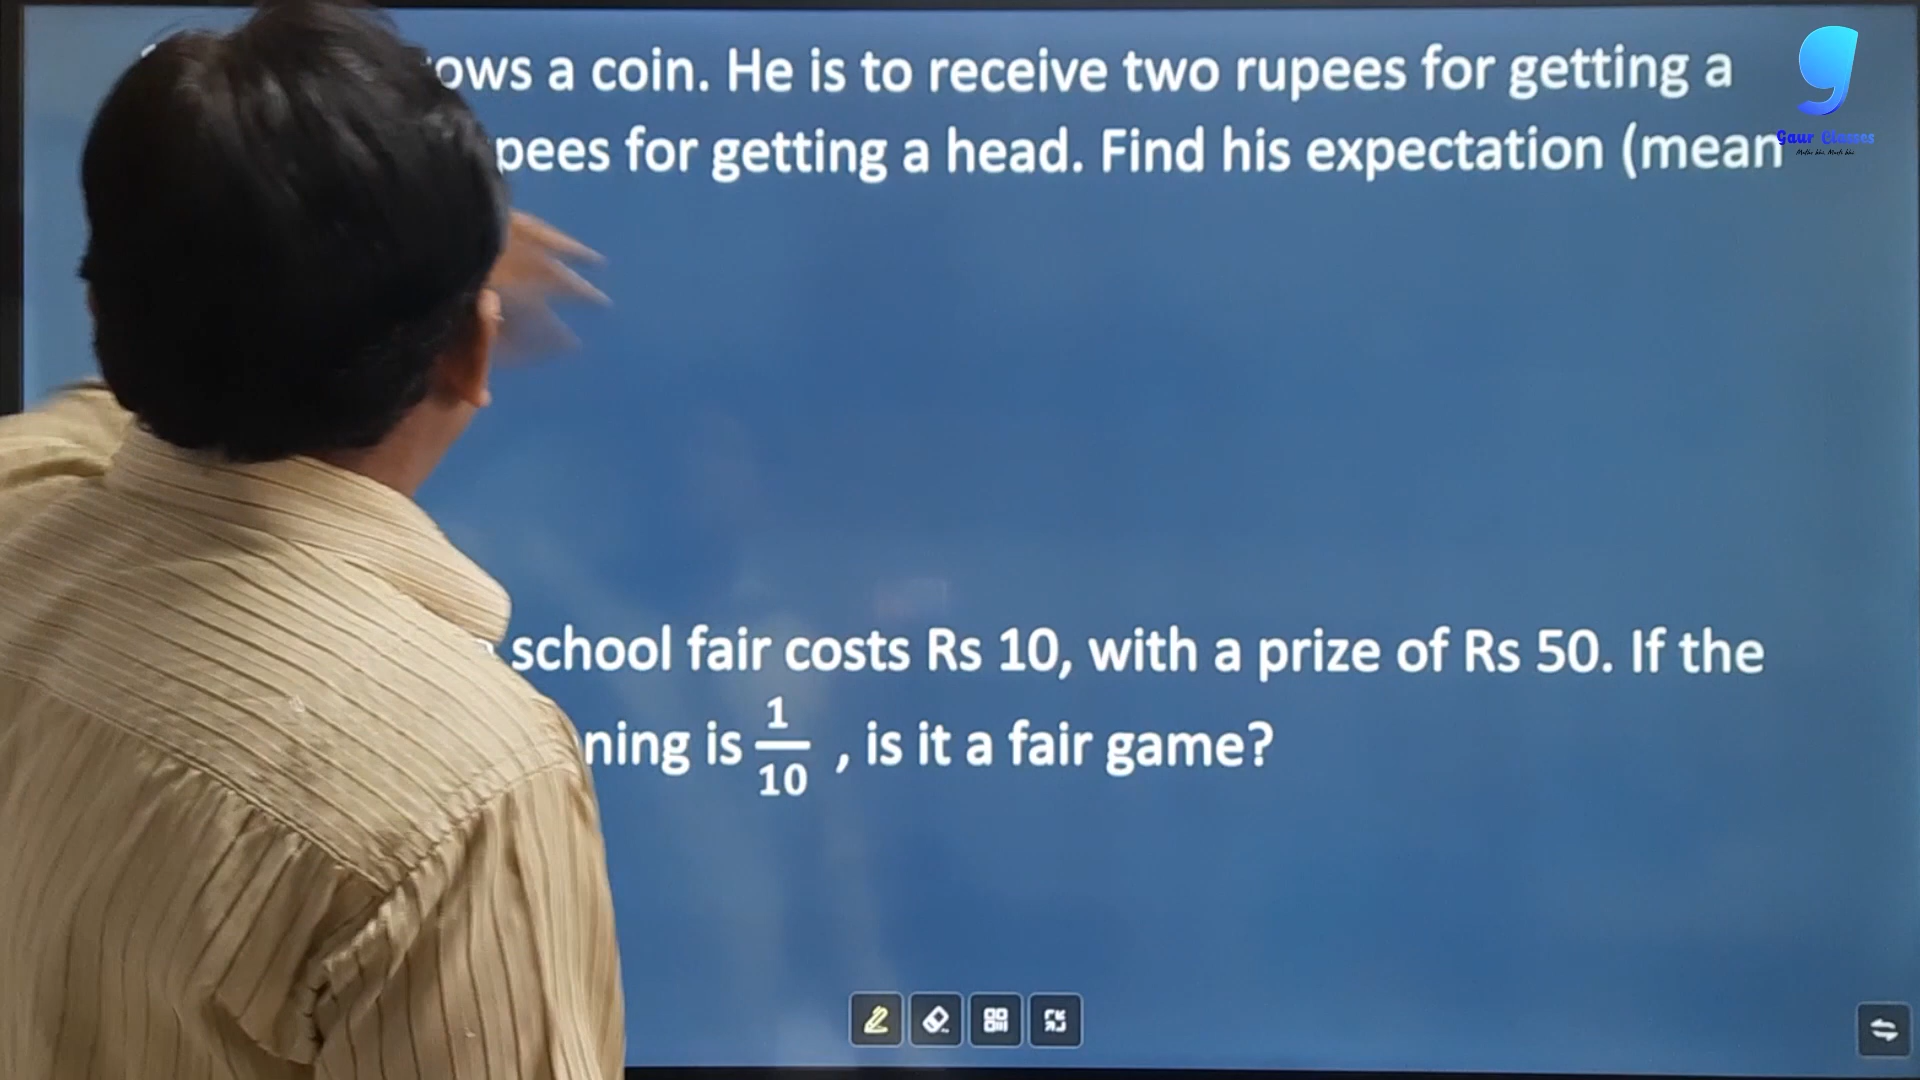 ows a coin. He is to receive two rupees for getting a
pees for getting a head. Find his expectation (mean
Gaur Classes
school fair costs Rs 10, with a prize of Rs 50. If the
ning is 1/10 , is it a fair game?